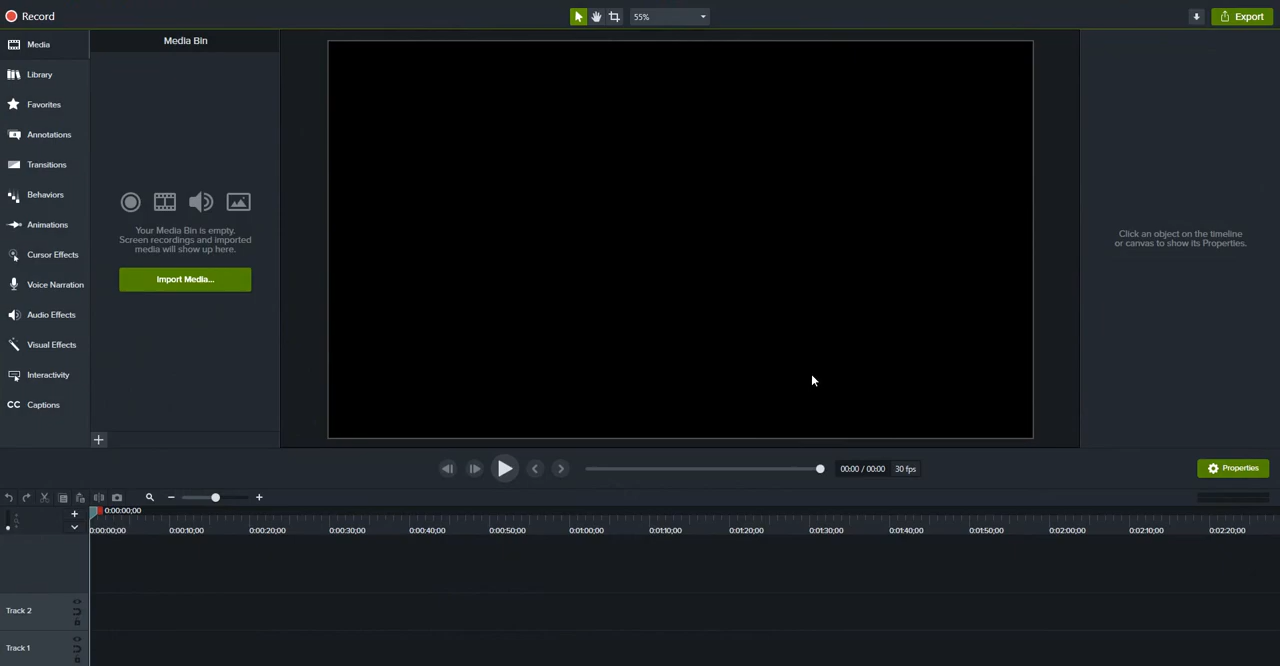 Record
55%
Export
Media
Library
Favorites
Annotations
Transitions
Behaviors
Animations
Cursor Effects
Voice Narration
Audio Effects
Visual Effects
Interactivity
CC Captions
Media Bin
Your Media Bin is empty.
Screen recordings and imported
media will show up here.
Import Media...
Click an object on the timeline
or canvas to show its Properties.
00:00 / 00:00
30 fps
Properties
0:00:00;00
0:00:00;00
0:00:10;00
0:00:20;00
0:00:30;00
0:00:40;00
0:00:50;00
0:01:00;00
0:01:10;00
0:01:20;00
0:01:30;00
0:01:40;00
0:01:50;00
0:02:00;00
0:02:10;00
0:02:20;00
Track 2
Track 1